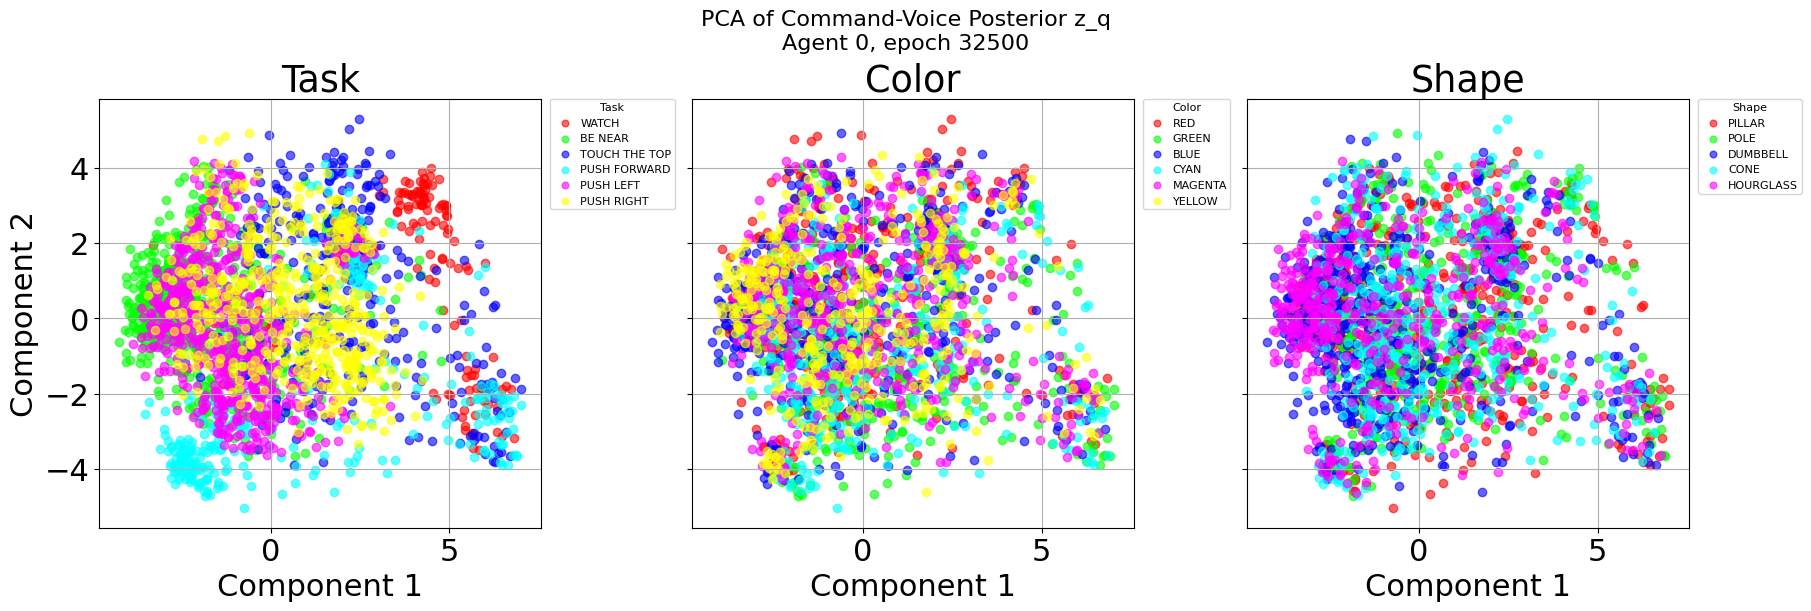 PCA of Command-Voice Posterior z_q
Agent 0, epoch 32500
Task
Color
Shape
Task
WATCH
BE NEAR
TOUCH THE TOP
PUSH FORWARD
PUSH LEFT
PUSH RIGHT
Color
RED
GREEN
BLUE
CYAN
MAGENTA
YELLOW
Shape
PILLAR
POLE
DUMBBELL
CONE
HOURGLASS
Component 2
4
2
0
−2
−4
0 5
0 5
0 5
Component 1
Component 1
Component 1